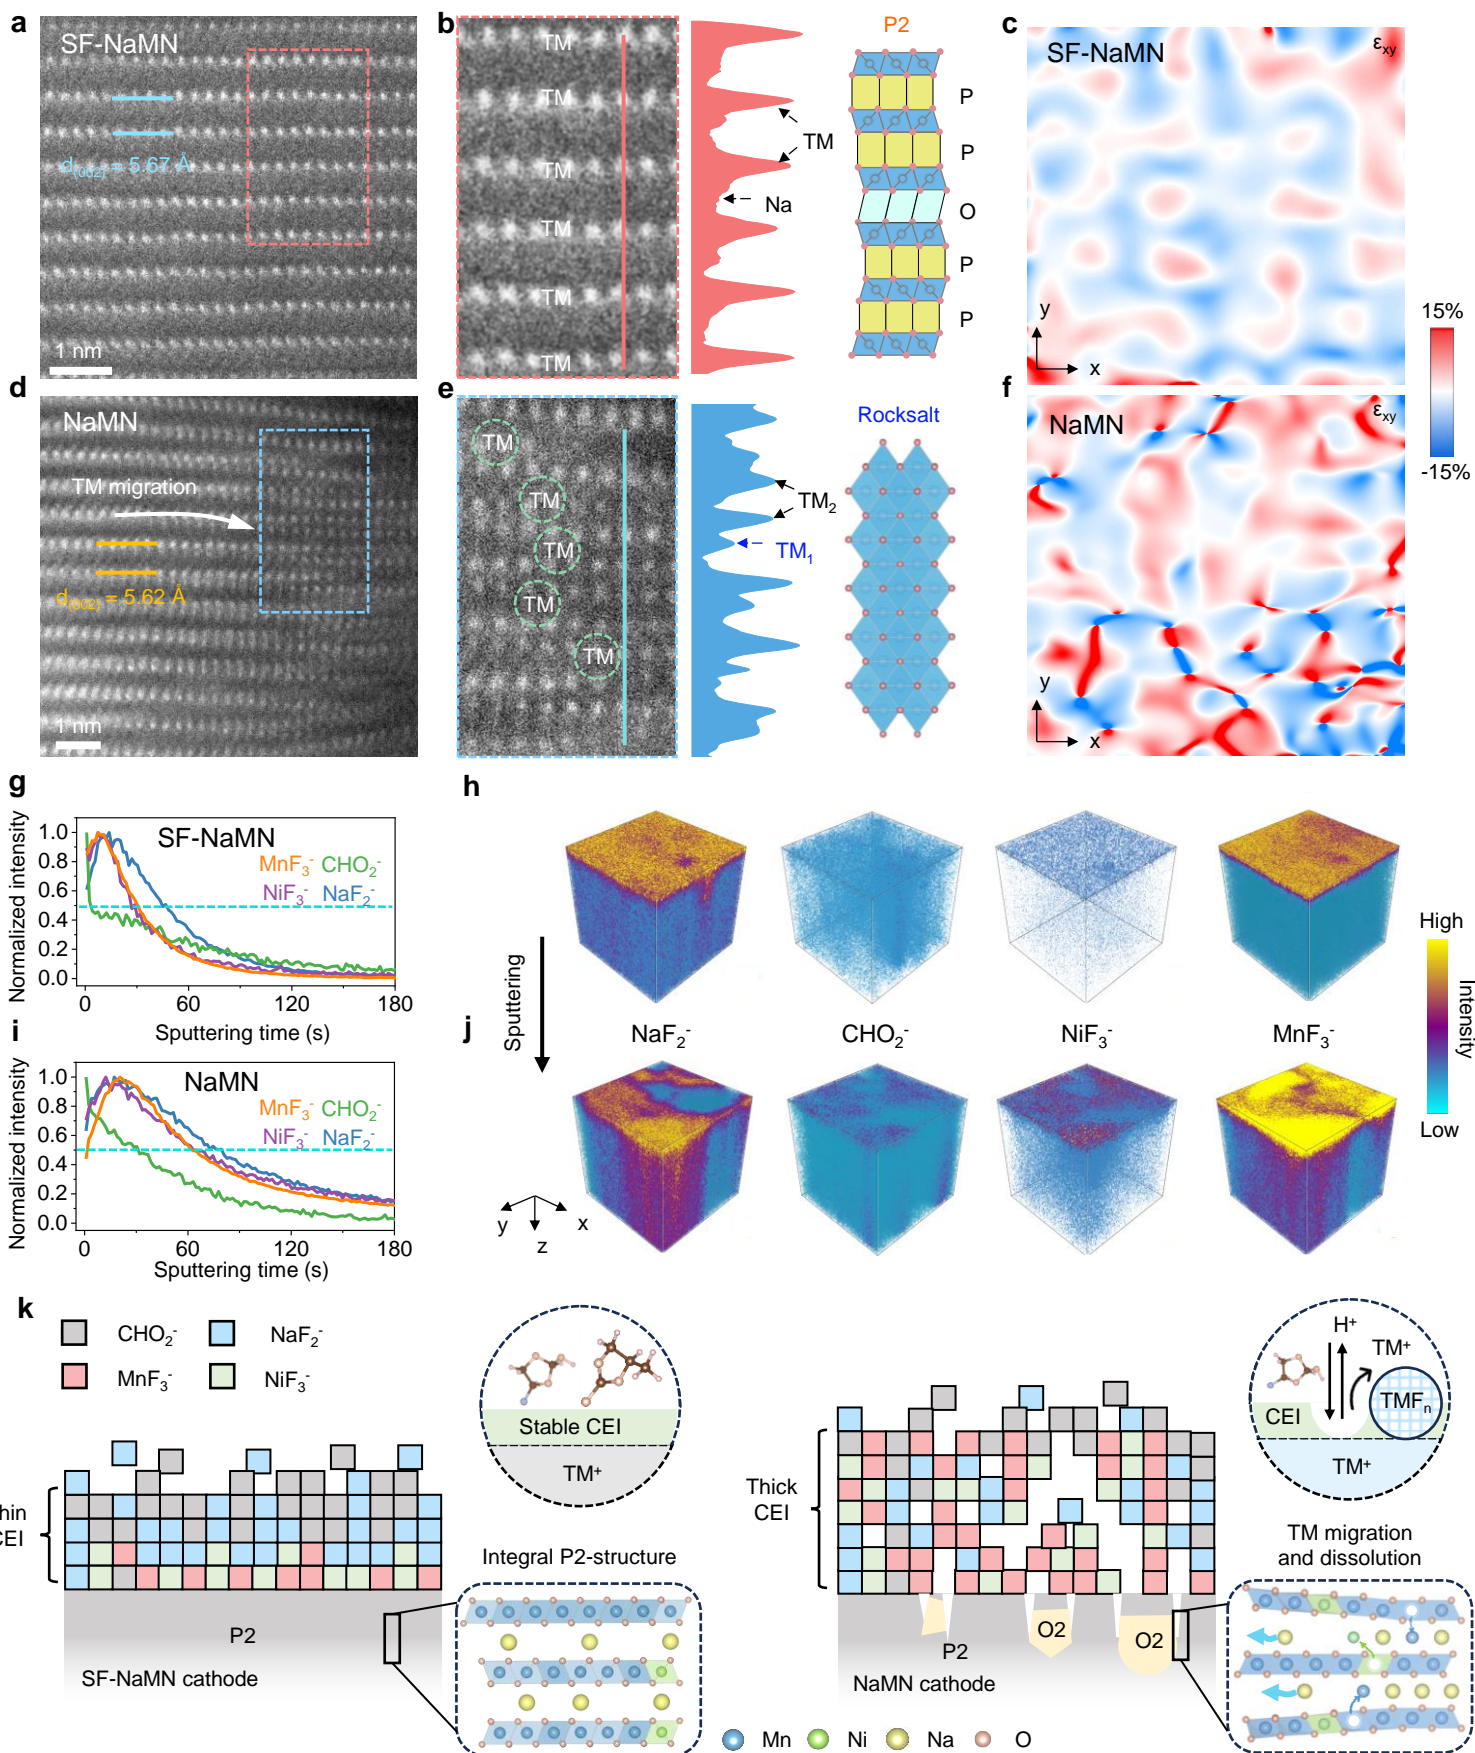 a
SF-NaMN
d(002) = 5.67 Å
1 nm
b
TM
TM
TM
TM
TM
TM
TM
Na
P2
P
P
O
P
P
c
SF-NaMN
εxy
y
x
15%
-15%
d
NaMN
TM migration
d(002) = 5.62 Å
1 nm
e
TM
TM
TM
TM
TM
TM2
TM1
Rocksalt
f
NaMN
εxy
y
x
g
Normalized intensity
1.0
0.8
0.6
0.4
0.2
0.0
SF-NaMN
MnF3- CHO2-
NiF3- NaF2-
0 60 120 180
Sputtering time (s)
h
Sputtering
NaF2- CHO2- NiF3- MnF3-
High
Intensity
Low
i
Normalized intensity
1.0
0.8
0.6
0.4
0.2
0.0
NaMN
MnF3- CHO2-
NiF3- NaF2-
0 60 120 180
Sputtering time (s)
j
y
x
z
k
CHO2- NaF2-
MnF3- NiF3-
Stable CEI
TM+
hin
CEI
Integral P2-structure
P2
SF-NaMN cathode
H+
TM+
CEI
TMFn
TM+
Thick
CEI
TM migration
and dissolution
P2
O2
O2
NaMN cathode
Mn Ni Na O